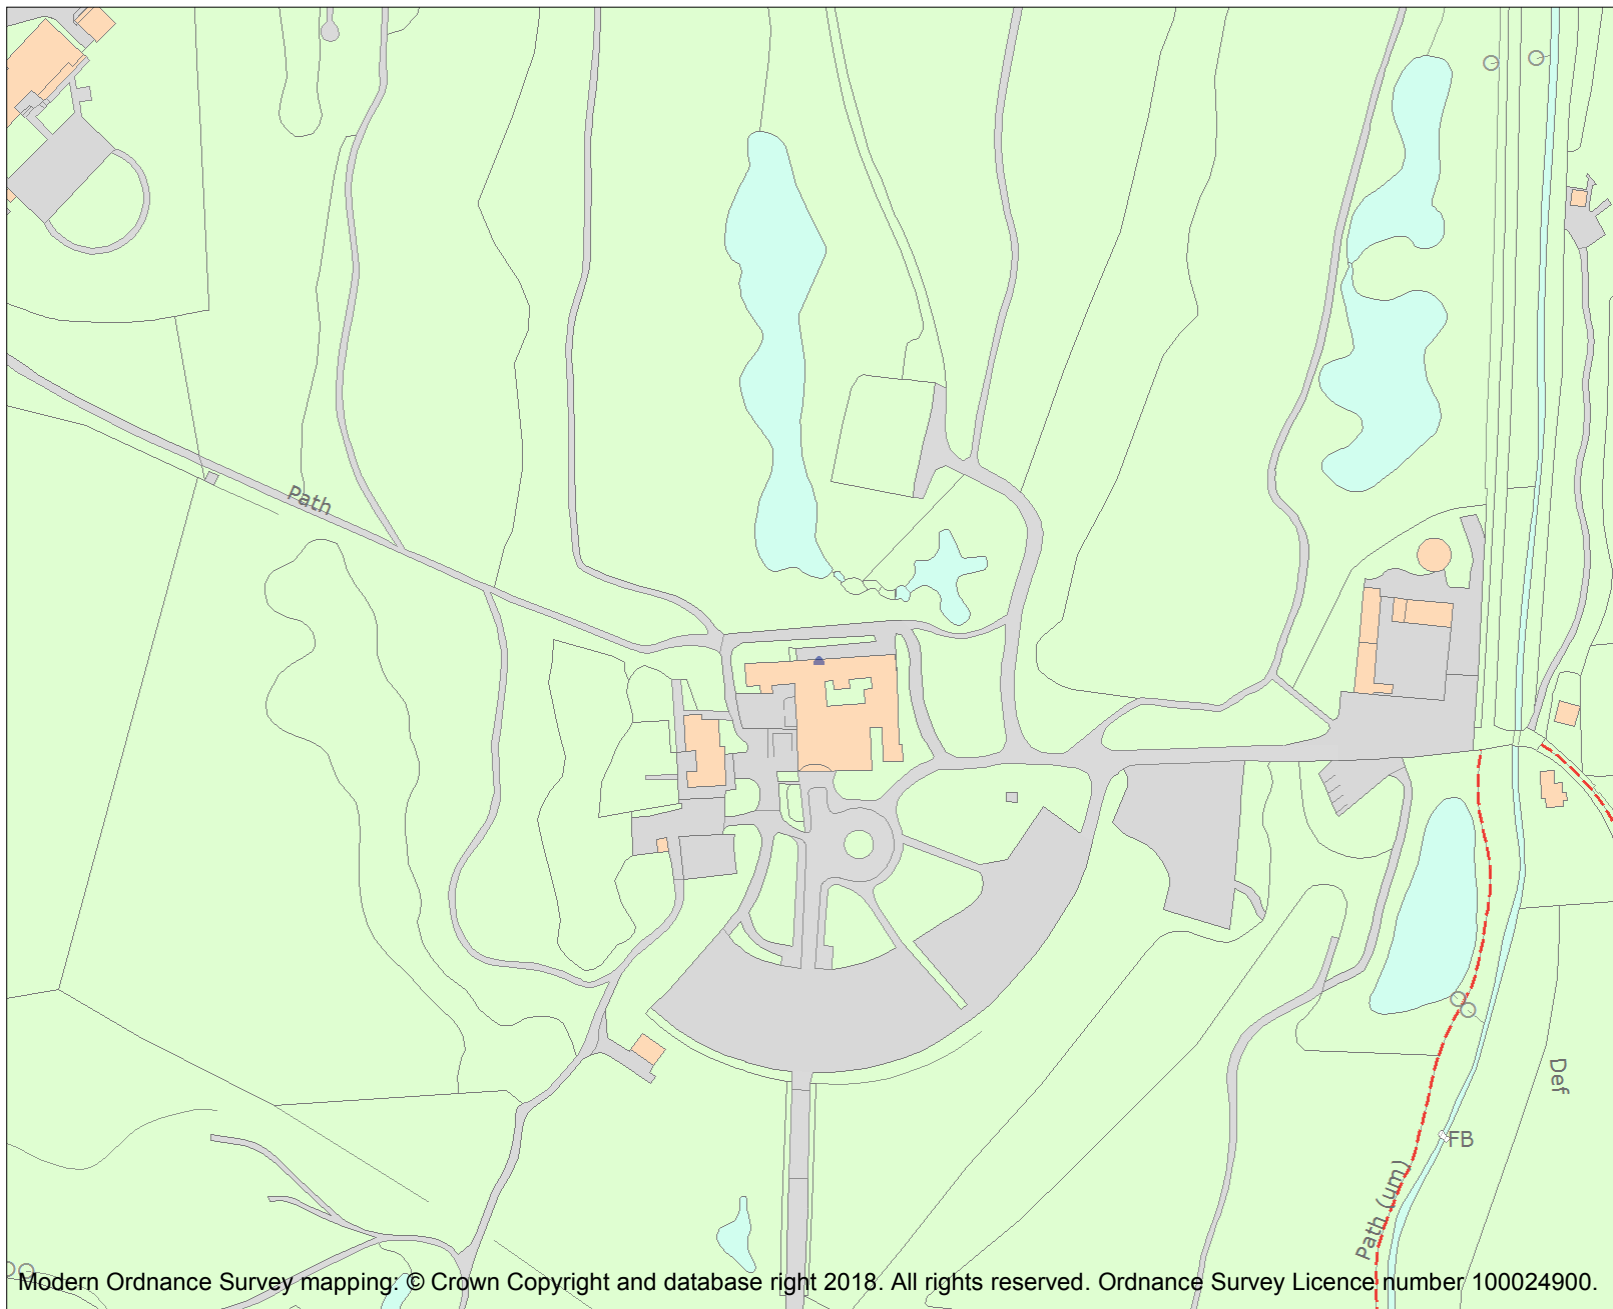 Path
Def
FB
Path (um)
Modern Ordnance Survey mapping: © Crown Copyright and database right 2018. All rights reserved. Ordnance Survey Licence number 100024900.